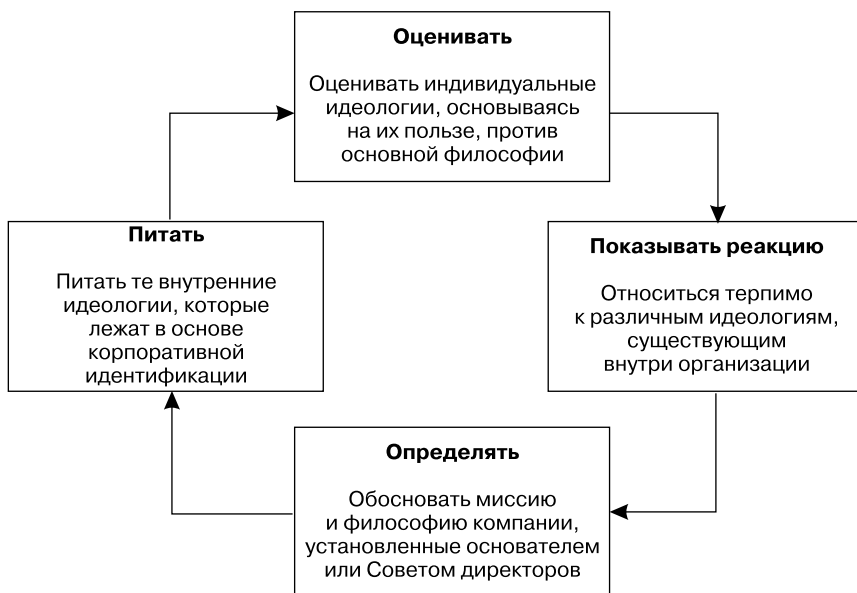 Оценивать
Оценивать индивидуальные
идеологии, основываясь
на их пользе, против
основной философии
Питать
Питать те внутренние
идеологии, которые
лежат в основе
корпоративной
идентификации
Показывать реакцию
Относиться терпимо
к различным идеологиям,
существующим
внутри организации
Определять
Обосновать миссию
и философию компании,
установленные основателем
или Советом директоров